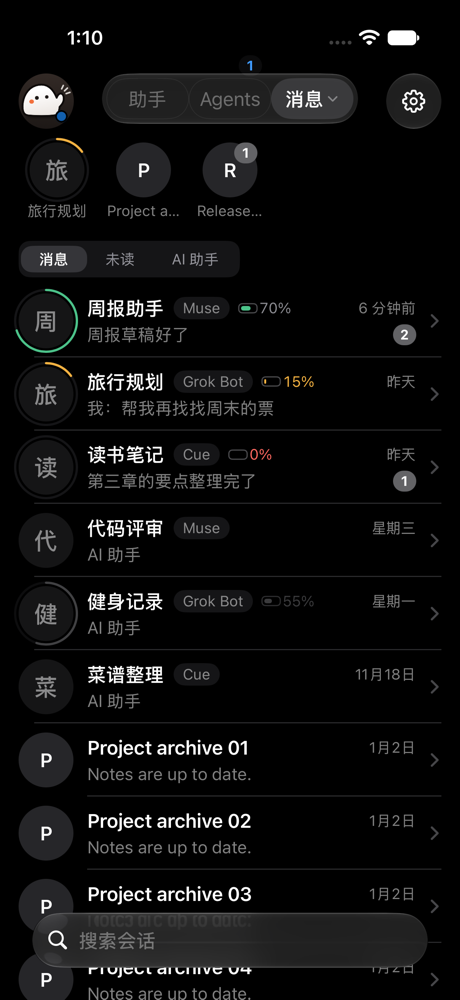 1:10
1
助手
Agents
消息
旅
P
R
1
旅行规划
Project a...
Release...
消息
未读
AI 助手
周
周报助手
Muse
70%
6 分钟前
周报草稿好了
2
旅
旅行规划
Grok Bot
15%
昨天
我：帮我再找找周末的票
读
读书笔记
Cue
0%
昨天
第三章的要点整理完了
1
代
代码评审
Muse
星期三
AI 助手
健
健身记录
Grok Bot
55%
星期一
AI 助手
菜
菜谱整理
Cue
11月18日
AI 助手
P
Project archive 01
1月2日
Notes are up to date.
P
Project archive 02
1月2日
Notes are up to date.
P
Project archive 03
1月2日
搜索会话
P
Project archive 04
1月2日